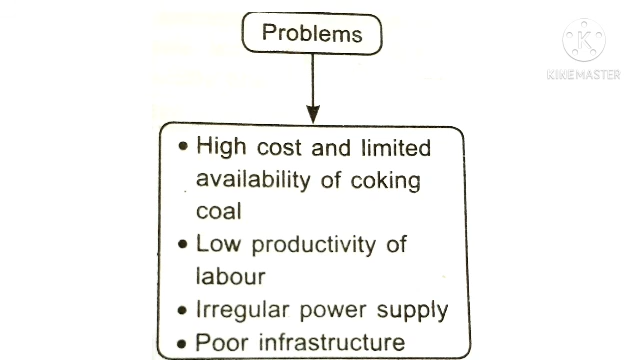 Problems
K
KINEMASTER
• High cost and limited
availability of coking
coal
• Low productivity of
labour
• Irregular power supply
• Poor infrastructure